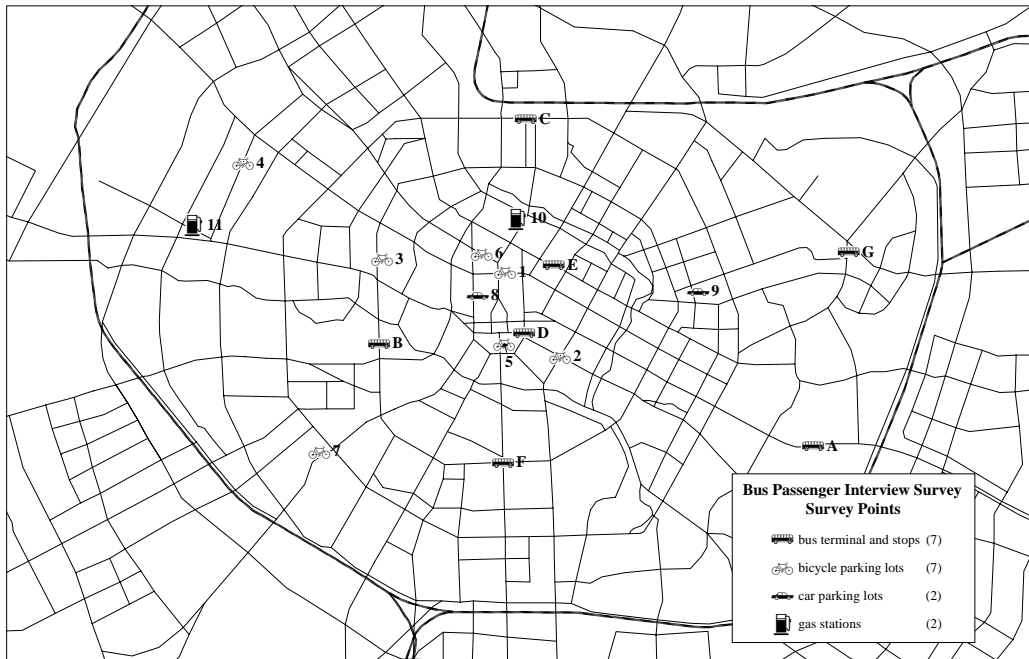 C
4
10
11
6
3
E
G
1
8
9
D
B
2
5
A
7
F
Bus Passenger Interview Survey
Survey Points
bus terminal and stops (7)
bicycle parking lots (7)
car parking lots (2)
gas stations (2)